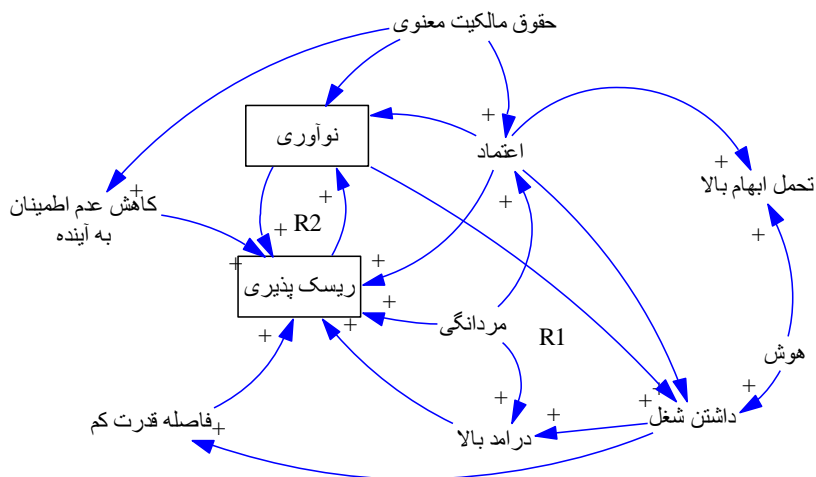 حقوق مالکیت معنوی
نوآوری
اعتماد
+
تحمل ابهام بالا
+
کاهش عدم اطمینان
به آینده
+
+
R2
+
+
+
ریسک پذیری
+
+
+
+
+
+
مردانگی
R1
هوش
+
فاصله قدرت کم
+
درامد بالا
+
+
داشتن شغل
+
+
+